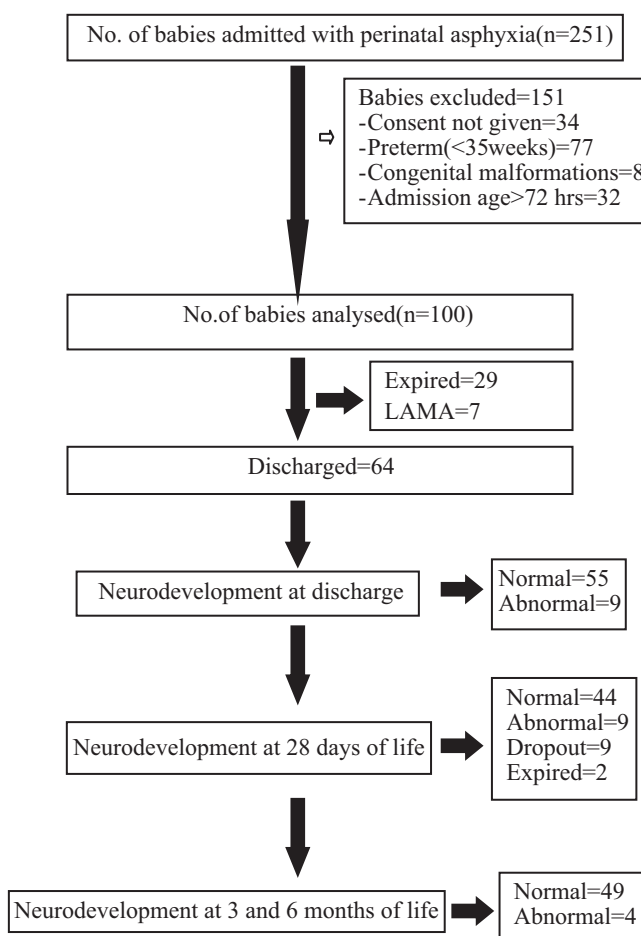 No. of babies admitted with perinatal asphyxia(n=251)
Babies excluded=151
-Consent not given=34
-Preterm(<35weeks)=77
-Congenital malformations=8
-Admission age>72 hrs=32
No.of babies analysed(n=100)
Expired=29
LAMA=7
Discharged=64
Neurodevelopment at discharge
Normal=55
Abnormal=9
Neurodevelopment at 28 days of life
Normal=44
Abnormal=9
Dropout=9
Expired=2
Neurodevelopment at 3 and 6 months of life
Normal=49
Abnormal=4